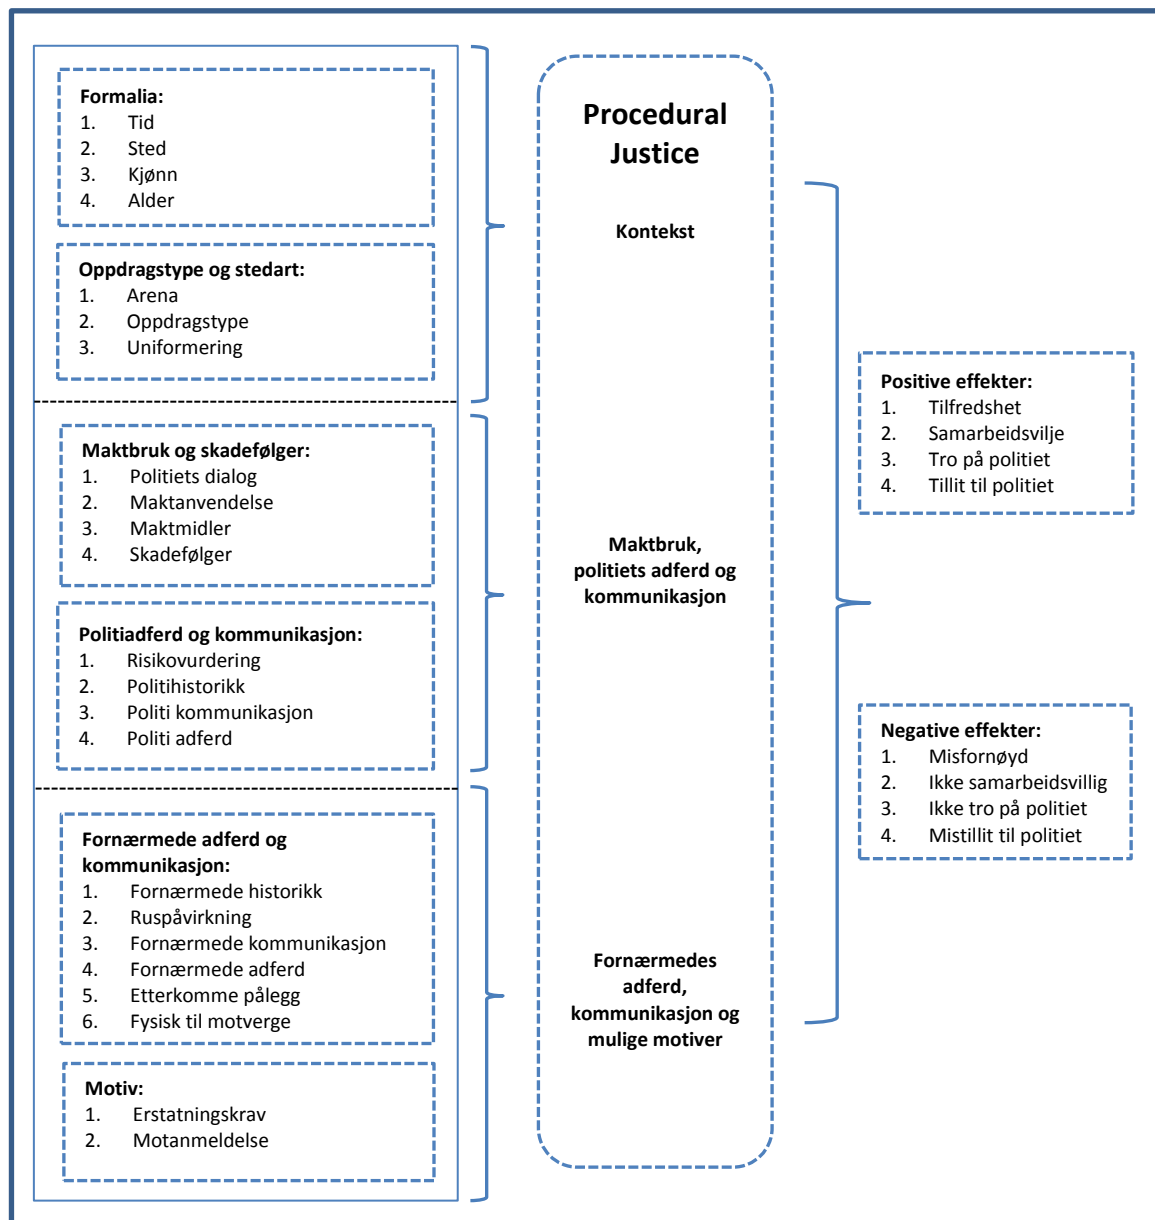 Formalia:
1. Tid
2. Sted
3. Kjønn
4. Alder
Oppdragstype og stedart:
1. Arena
2. Oppdragstype
3. Uniformering
Maktbruk og skadefølger:
1. Politiets dialog
2. Maktanvendelse
3. Maktmidler
4. Skadefølger
Politiadferd og kommunikasjon:
1. Risikovurdering
2. Politihistorikk
3. Politi kommunikasjon
4. Politi adferd
Fornærmede adferd og
kommunikasjon:
1. Fornærmede historikk
2. Ruspåvirkning
3. Fornærmede kommunikasjon
4. Fornærmede adferd
5. Etterkomme pålegg
6. Fysisk til motverge
Motiv:
1. Erstatningskrav
2. Motanmeldelse
Procedural
Justice
Kontekst
Maktbruk,
politiets adferd og
kommunikasjon
Fornærmedes
adferd,
kommunikasjon og
mulige motiver
Positive effekter:
1. Tilfredshet
2. Samarbeidsvilje
3. Tro på politiet
4. Tillit til politiet
Negative effekter:
1. Misfornøyd
2. Ikke samarbeidsvillig
3. Ikke tro på politiet
4. Mistillit til politiet